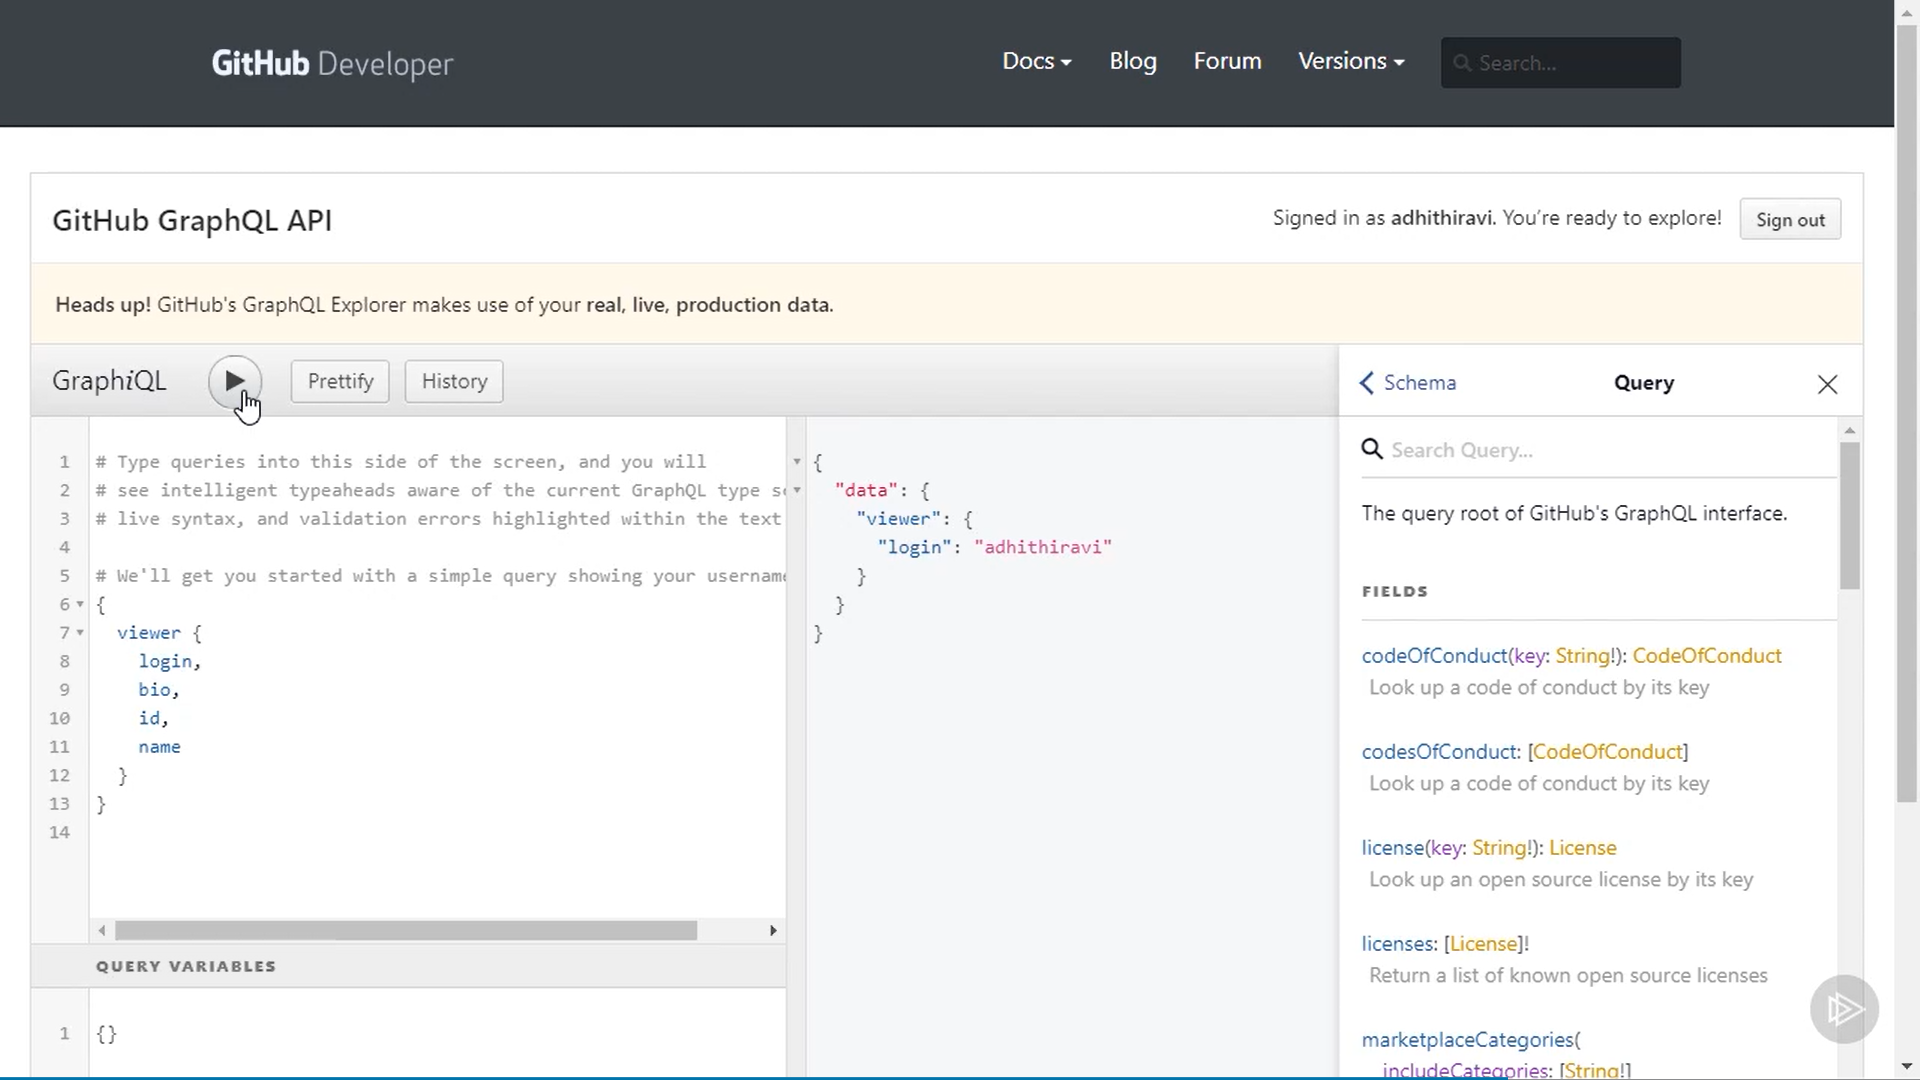 GitHub Developer
Docs
Blog
Forum
Versions
Search...
GitHub GraphQL API
Signed in as adhithiravi. You're ready to explore!
Sign out
Heads up! GitHub's GraphQL Explorer makes use of your real, live, production data.
GraphiQL
Prettify
History
1 # Type queries into this side of the screen, and you will
2 # see intelligent typeaheads aware of the current GraphQL type s
3 # live syntax, and validation errors highlighted within the text
4
5 # We'll get you started with a simple query showing your usernam
6 {
7 viewer {
8 login,
9 bio,
10 id,
11 name
12 }
13 }
14
QUERY VARIABLES
1 {}
{
"data": {
"viewer": {
"login": "adhithiravi"
}
}
}
Schema
Query
Search Query...
The query root of GitHub's GraphQL interface.
FIELDS
codeOfConduct(key: String!): CodeOfConduct
Look up a code of conduct by its key
codesOfConduct: [CodeOfConduct]
Look up a code of conduct by its key
license(key: String!): License
Look up an open source license by its key
licenses: [License]!
Return a list of known open source licenses
marketplaceCategories(
includeCategories: [String!]